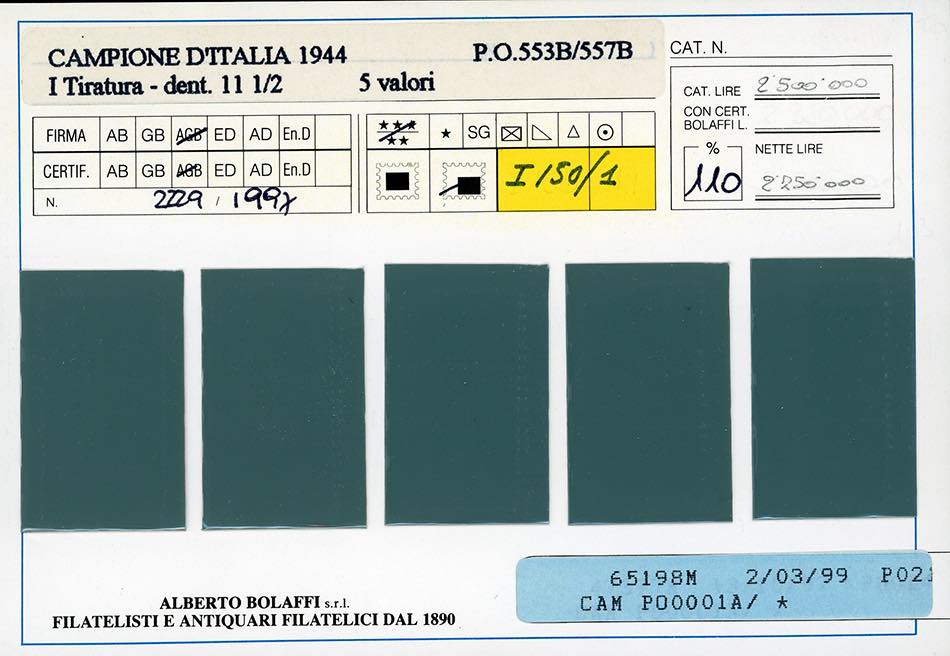 CAMPIONE D'ITALIA 1944 P.O.553B/557B
I Tiratura - dent. 11 1/2 5 valori
CAT. N.
CAT. LIRE 2'500'000
CON CERT.
BOLAFFI L.
% NETTE LIRE
110 2'250'000
FIRMA AB GB AGB ED AD En.D
CERTIF. AB GB AGB ED AD En.D
N. 2229 / 1997
★★★
★★ ★ SG
I/50/1
65198M 2/03/99 P02
CAM P00001A/ *
ALBERTO BOLAFFI s.r.l.
FILATELISTI E ANTIQUARI FILATELICI DAL 1890